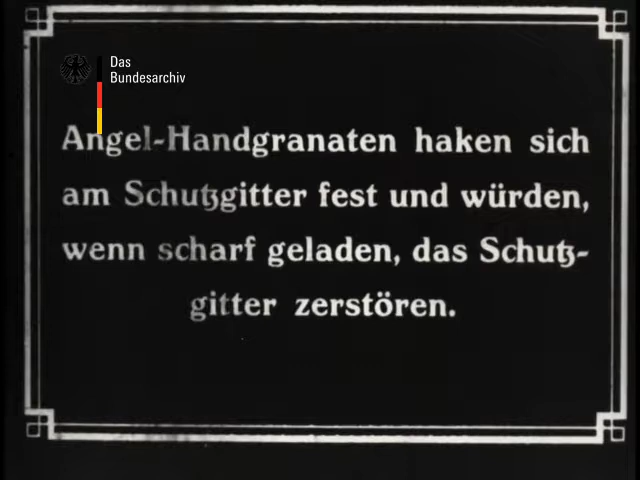 Das
Bundesarchiv
Angel-Handgranaten haken sich
am Schutzgitter fest und würden,
wenn scharf geladen, das Schutz-
gitter zerstören.